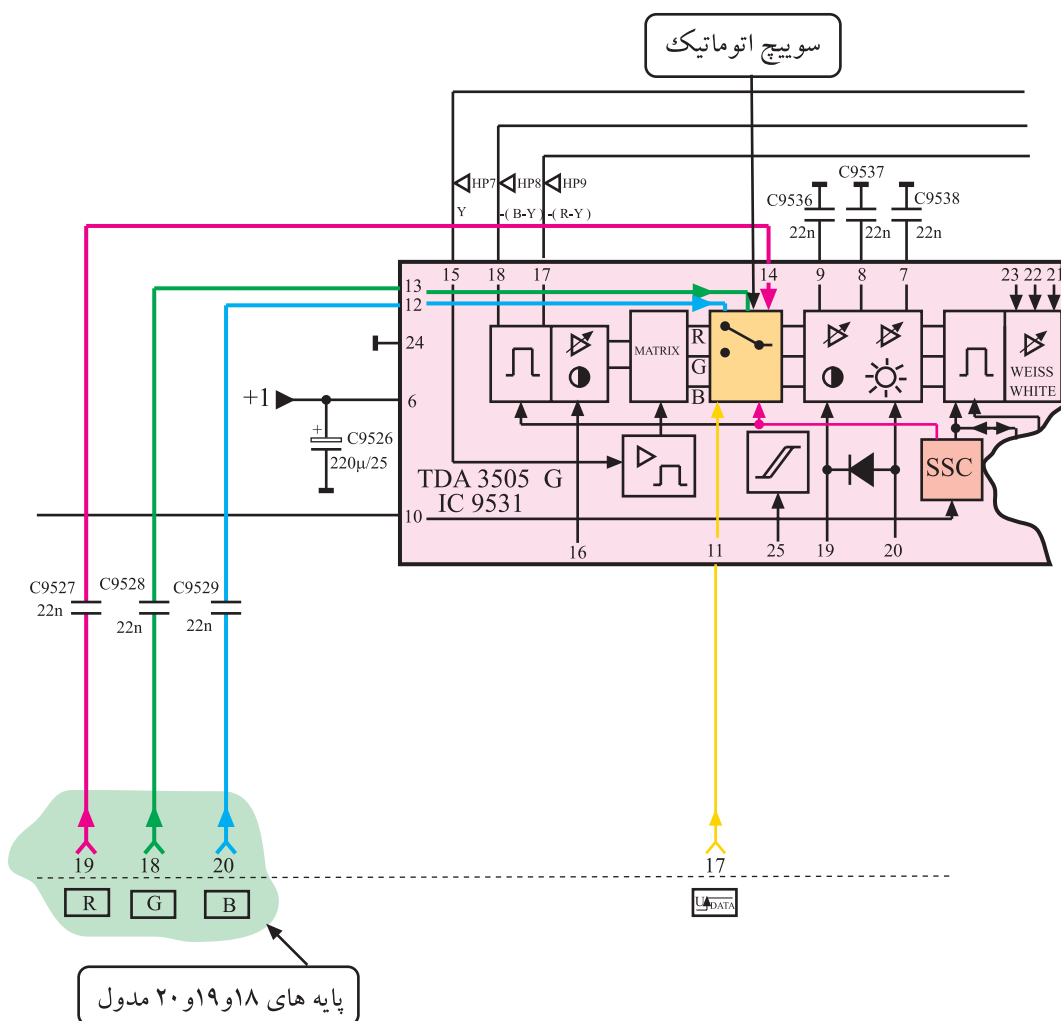 سوییچ اتوماتیک
HP7 HP8 HP9
Y -( B-Y ) -( R-Y )
C9536 C9537 C9538
22n 22n 22n
15 18 17 14 9 8 7 23 22 21
13
12
24
+1 6
+
C9526
220µ/25
MATRIX
R
G
B
WEISS
WHITE
TDA 3505 G
IC 9531
SSC
10
16 11 25 19 20
C9527 C9528 C9529
22n 22n 22n
19 18 20 17
R G B U DATA
پایه های ۱۸و۱۹و۲۰ مدول